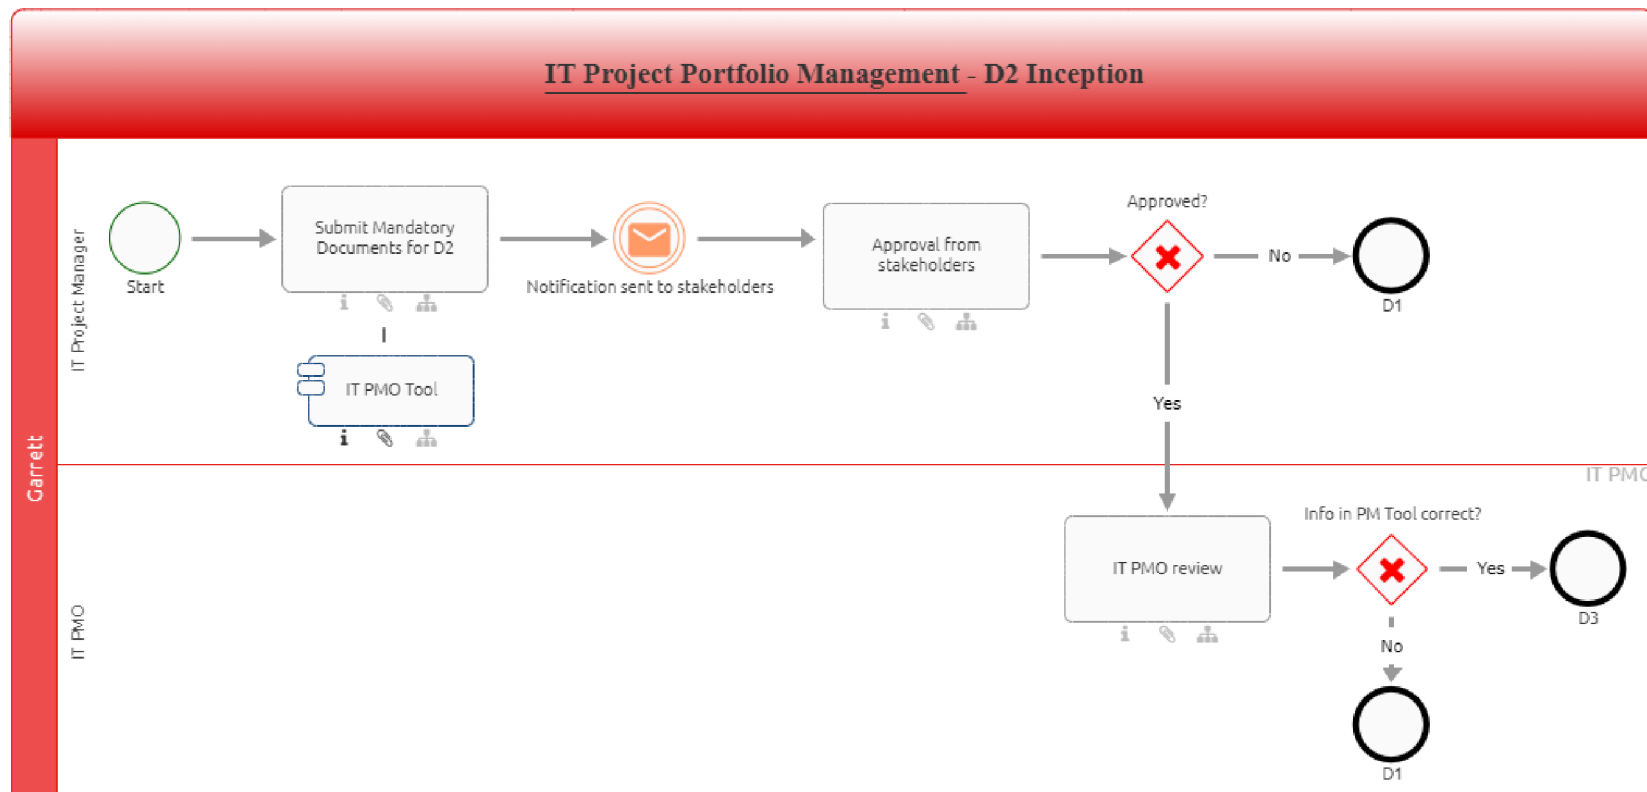 IT Project Portfolio Management - D2 Inception
Garrett
IT Project Manager
Start
Submit Mandatory
Documents for D2
IT PMO Tool
Notification sent to stakeholders
Approval from
stakeholders
Approved?
No
D1
Yes
IT PMO
IT PMO
IT PMO review
Info in PM Tool correct?
Yes
D3
No
D1